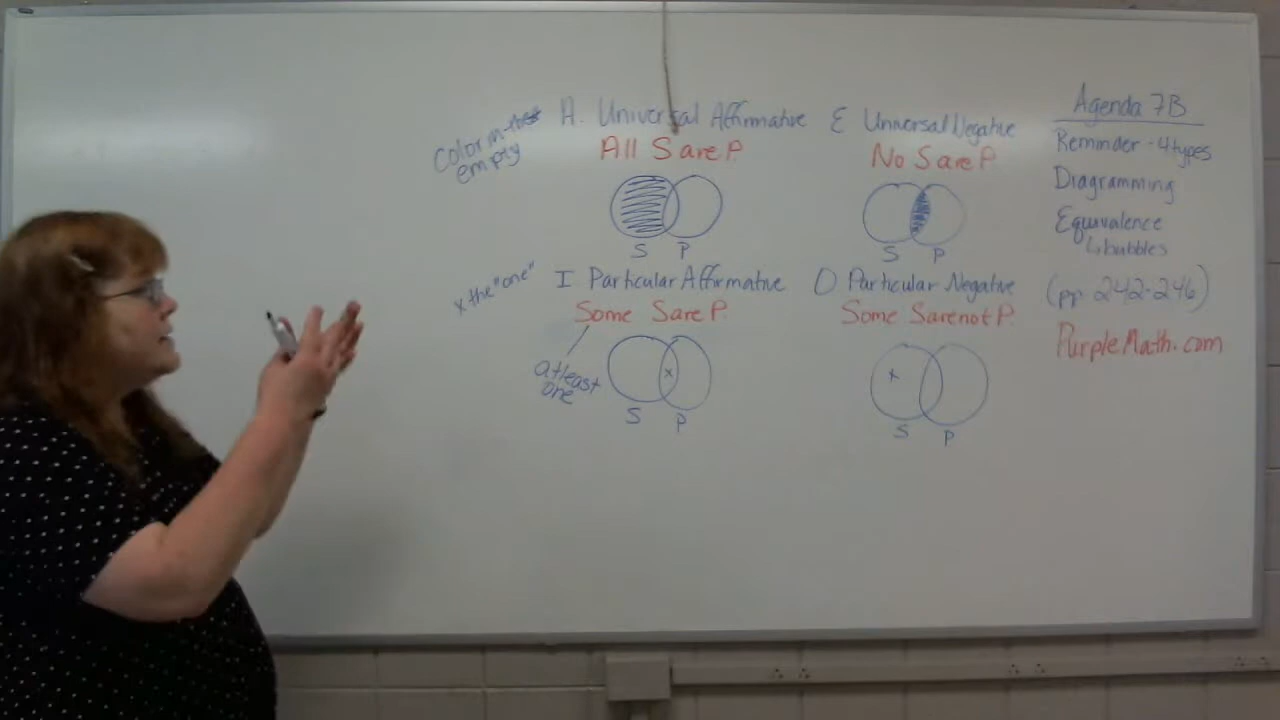 Color in the
empty
A. Universal Affirmative
All S are P.
S P
E Universal Negative
No S are P.
S P
x the "one"
I Particular Affirmative
Some S are P.
at least
one
x
S P
O Particular Negative
Some S are not P.
x
S P
Agenda 7B
Reminder - 4 types
Diagramming
Equivalence
↳ bubbles
(pp 242-246)
PurpleMath.com